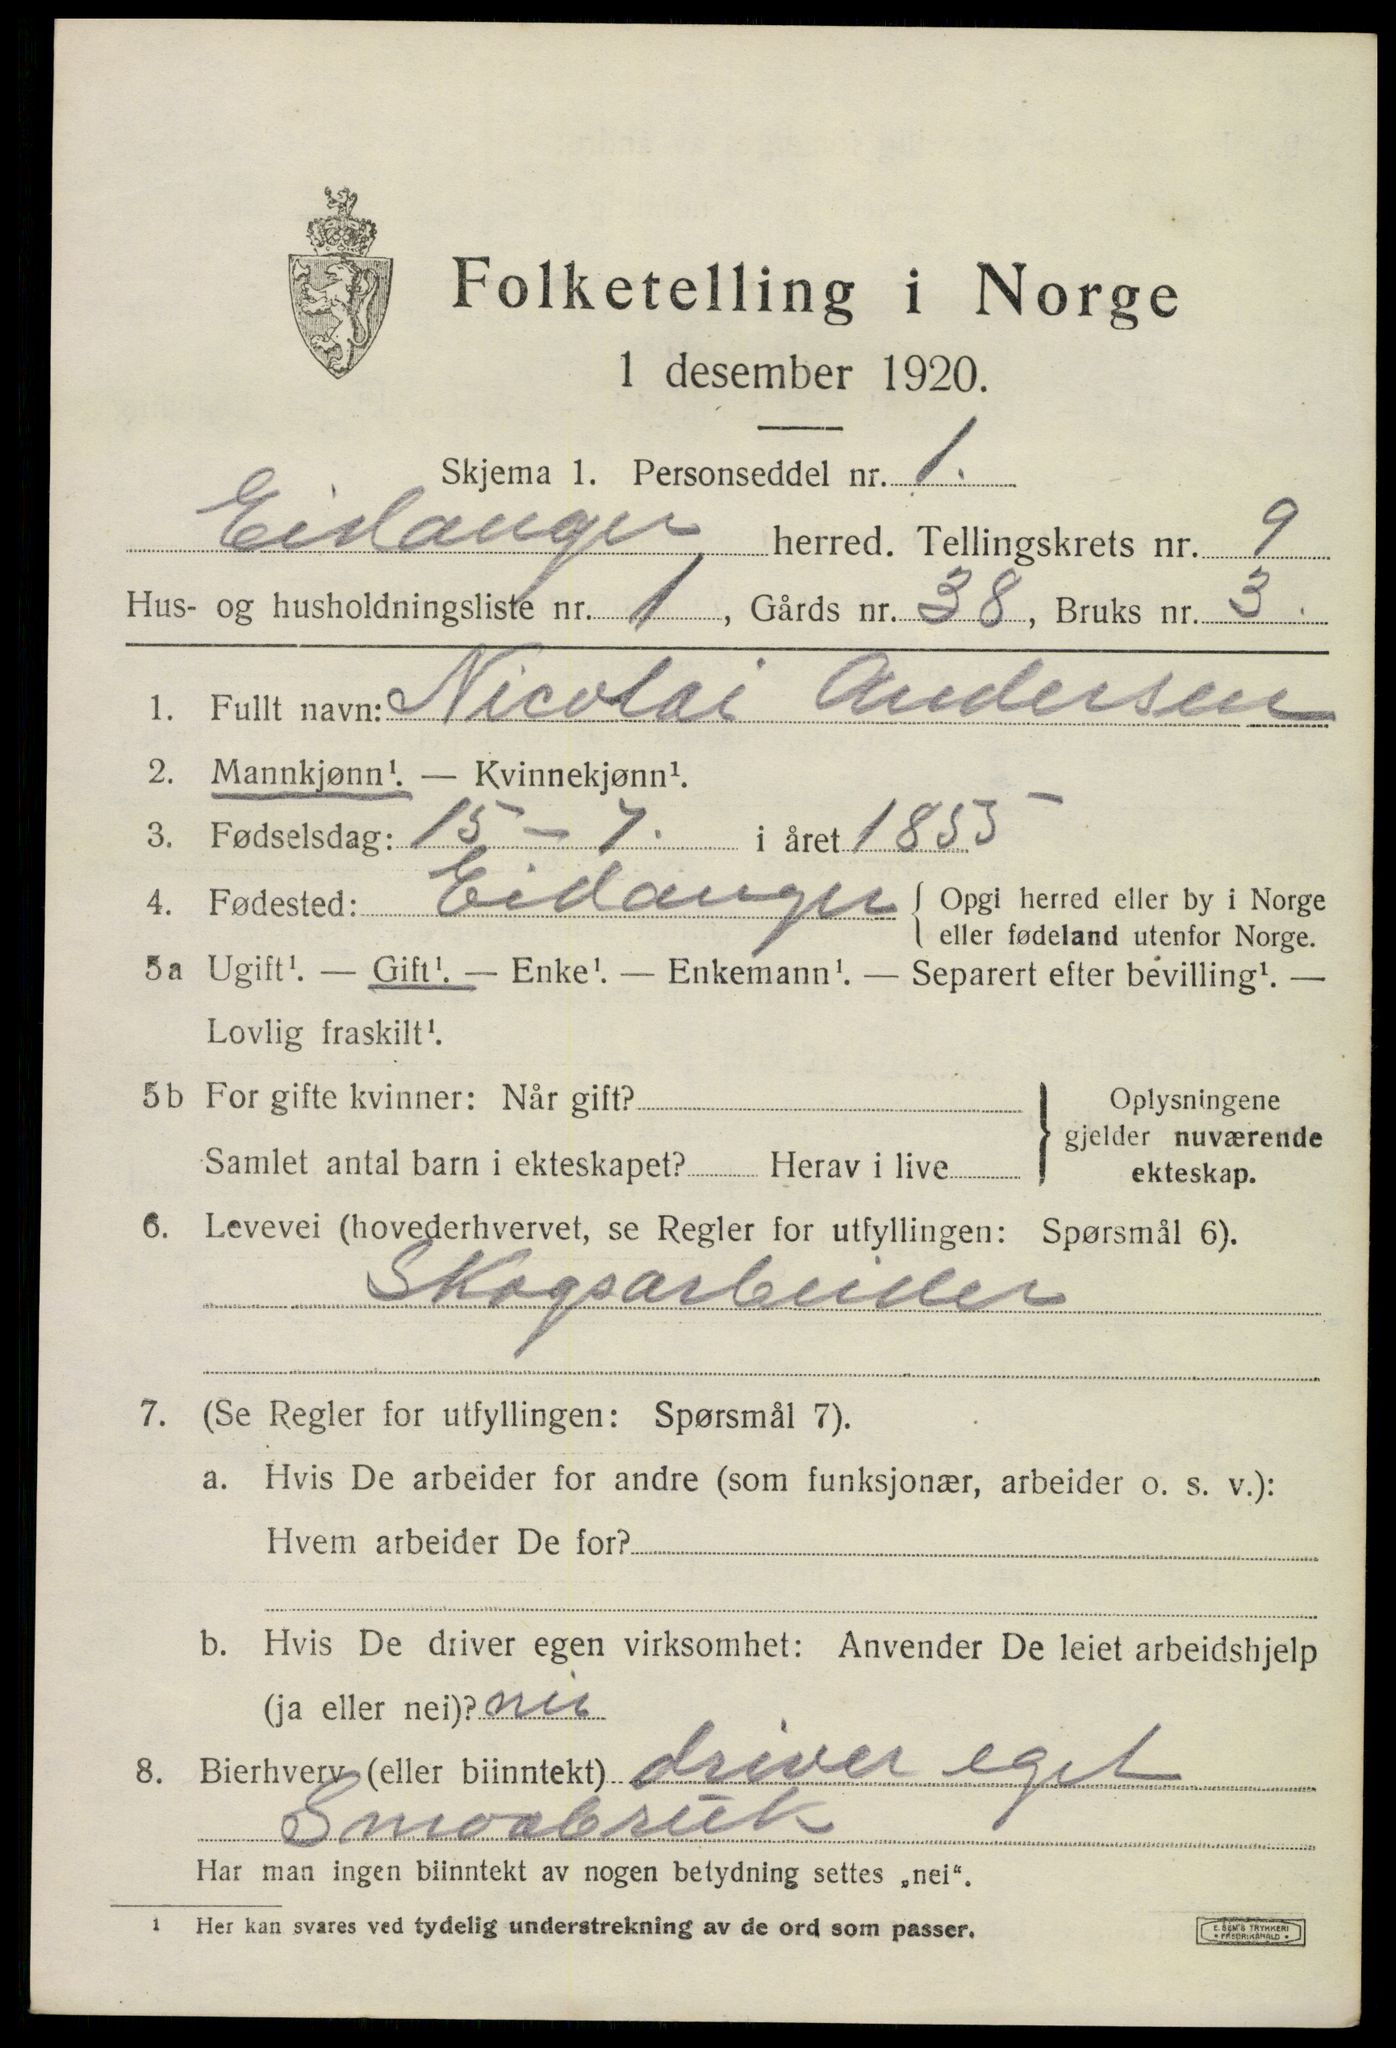 Folketelling i Norge
1 desember 1920.
Skjema 1. Personseddel nr. 1.
Eidanger herred. Tellingskrets nr. 9
Hus- og husholdningsliste nr. 1, Gårds nr. 38, Bruks nr. 3.
1. Fullt navn: Nicolai Andersen
2. Mannkjønn¹. — Kvinnekjønn¹.
3. Fødselsdag: 15 - 7. i året 1855
4. Fødested: Eidanger { Opgi herred eller by i Norge
eller fødeland utenfor Norge.
5a Ugift¹. — Gift¹. — Enke¹. — Enkemann¹. — Separert efter bevilling¹. —
Lovlig fraskilt¹.
5b For gifte kvinner: Når gift?
Samlet antal barn i ekteskapet? Herav i live
} Oplysningene
gjelder nuværende
ekteskap.
6. Levevei (hovederhvervet, se Regler for utfyllingen: Spørsmål 6).
Skogsarbeider
7. (Se Regler for utfyllingen: Spørsmål 7).
a. Hvis De arbeider for andre (som funksjonær, arbeider o. s. v.):
Hvem arbeider De for?
b. Hvis De driver egen virksomhet: Anvender De leiet arbeidshjelp
(ja eller nei)? nei
8. Bierhverv (eller biinntekt) driver eget
Smaabruk
Har man ingen biinntekt av nogen betydning settes „nei“.
1 Her kan svares ved tydelig understrekning av de ord som passer.
E. SEM'S TRYKKERI
• FREDRIKSHALD •